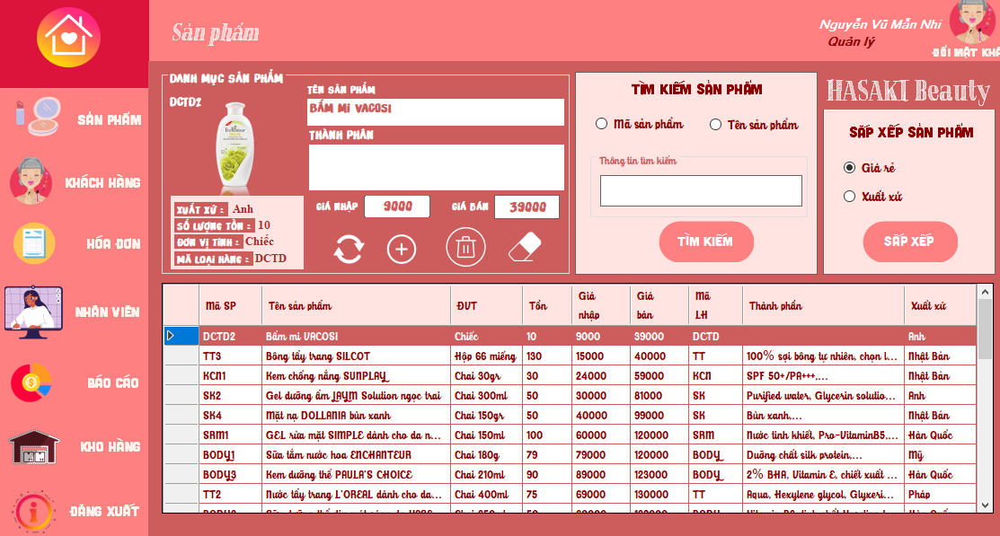 Sản phẩm
Nguyễn Vũ Mẫn Nhi
Quản lý
ĐỔI MẬT KHẨ
SẢN PHẨM
KHÁCH HÀNG
HÓA ĐƠN
NHÂN VIÊN
BÁO CÁO
KHO HÀNG
ĐĂNG XUẤT
DANH MỤC SẢN PHẨM
DCTD2
TÊN SẢN PHẨM
BẤM MI VACOSI
THÀNH PHẦN
XUẤT XỨ : Anh
SỐ LƯỢNG TỒN : 10
ĐƠN VỊ TÍNH : Chiếc
MÃ LOẠI HÀNG : DCTD
GIÁ NHẬP 9000 GIÁ BÁN 39000
TÌM KIẾM SẢN PHẨM
Mã sản phẩm Tên sản phẩm
Thông tin tìm kiếm
TÌM KIẾM
HASAKI Beauty
SẮP XẾP SẢN PHẨM
Giá rẻ
Xuất xứ
SẮP XẾP
Mã SP Tên sản phẩm ĐVT Tồn Giá nhập Giá bán Mã LH Thành phần Xuất xứ
DCTD2 Bấm mi VACOSI Chiếc 10 9000 39000 DCTD Anh
TT3 Bông tẩy trang SILCOT Hộp 66 miếng 130 15000 40000 TT 100% sợi bông tự nhiên, chọn l... Nhật Bản
KCN1 Kem chống nắng SUNPLAY Chai 30gr 30 24000 59000 KCN SPF 50+/PA+++,... Nhật Bản
SK2 Gel dưỡng ẩm JAYM Solution ngọc trai Chai 300ml 50 30000 81000 SK Purified water, Glycerin solutio... Anh
SK4 Mặt nạ DOLLANIA bùn xanh Chai 150gr 50 40000 99000 SK Bùn xanh,... Nhật Bản
SRM1 GEL rửa mặt SIMPLE dành cho da n... Chai 150ml 100 60000 120000 SRM Nước tinh khiết, Pro-VitaminB5,... Hàn Quốc
BODY1 Sữa tắm nước hoa ENCHANTEUR Chai 180g 79 79000 120000 BODY Dưỡng chất silk protein,... Mỹ
BODY3 Kem dưỡng thể PAULA'S CHOICE Chai 210ml 90 89000 123000 BODY 2% BHA, Vitamin E, chiết xuất ... Hàn Quốc
TT2 Nước tẩy trang L'OREAL dành cho da... Chai 400ml 75 69000 130000 TT Aqua, Hexylene glycol, Glyxeri... Pháp